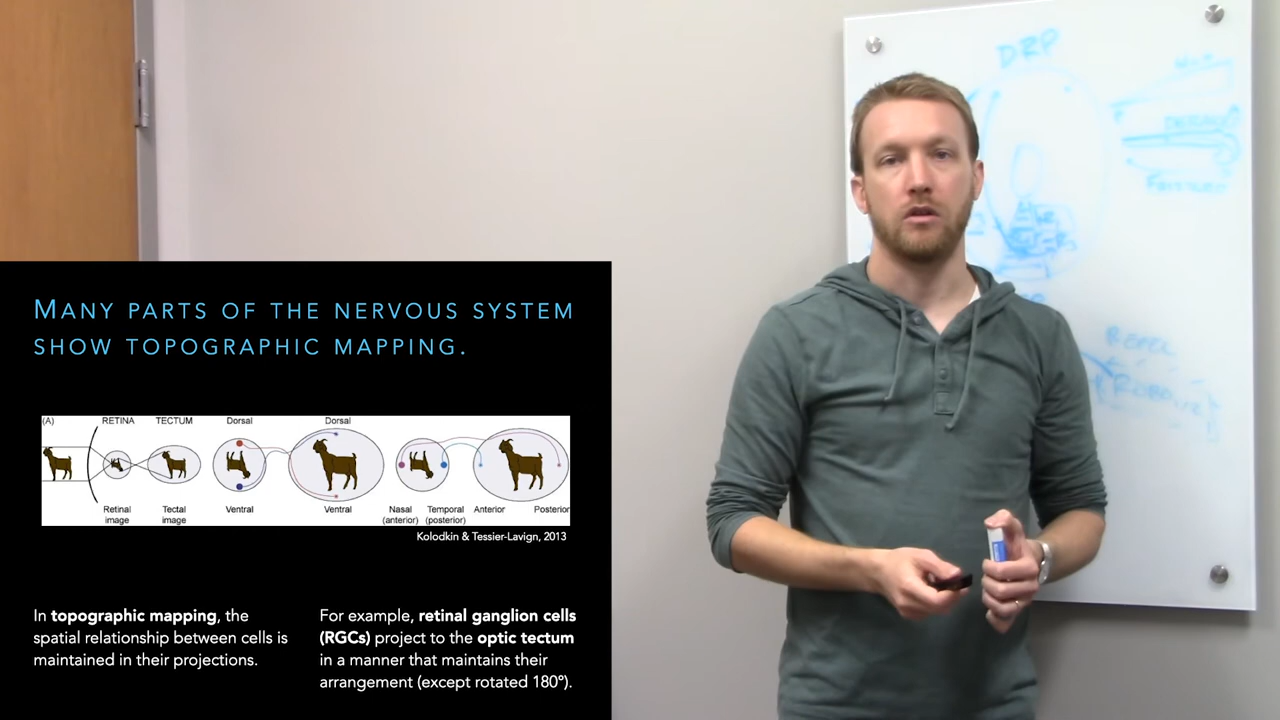 DRP
REPEL
MANY PARTS OF THE NERVOUS SYSTEM
SHOW TOPOGRAPHIC MAPPING.
(A) RETINA TECTUM Dorsal Dorsal
Retinal image Tectal image Ventral Ventral Nasal (anterior) Temporal (posterior) Anterior Posterior
Kolodkin & Tessier-Lavign, 2013
In topographic mapping, the
spatial relationship between cells is
maintained in their projections.
For example, retinal ganglion cells
(RGCs) project to the optic tectum
in a manner that maintains their
arrangement (except rotated 180°).